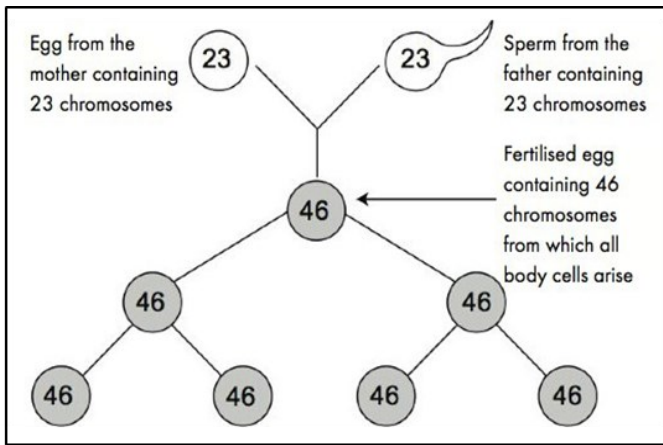 Egg from the
mother containing
23 chromosomes
23
23
Sperm from the
father containing
23 chromosomes
46
Fertilised egg
containing 46
chromosomes
from which all
body cells arise
46
46
46
46
46
46